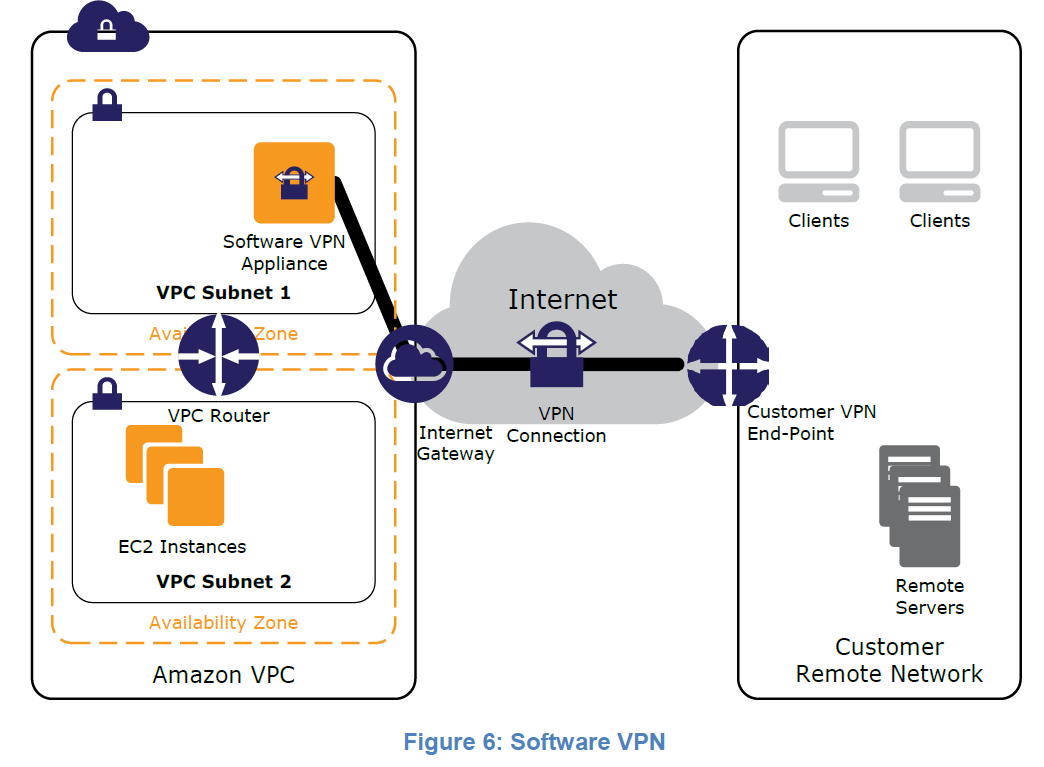 Software VPN
Appliance
VPC Subnet 1
Zone
VPC Router
EC2 Instances
VPC Subnet 2
Availability Zone
Amazon VPC
Internet
Internet
Gateway
VPN
Connection
Clients
Clients
Customer VPN
End-Point
Remote
Servers
Customer
Remote Network
Figure 6: Software VPN